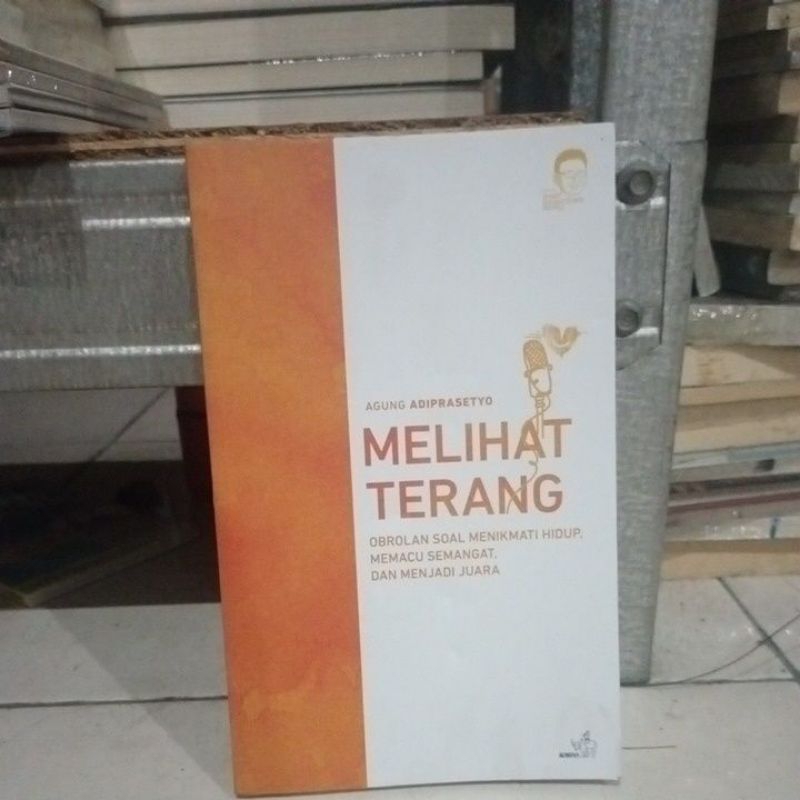 AGUNG ADIPRASETYO
MELIHAT
TERANG
OBROLAN SOAL MENIKMATI HIDUP,
MEMACU SEMANGAT,
DAN MENJADI JUARA